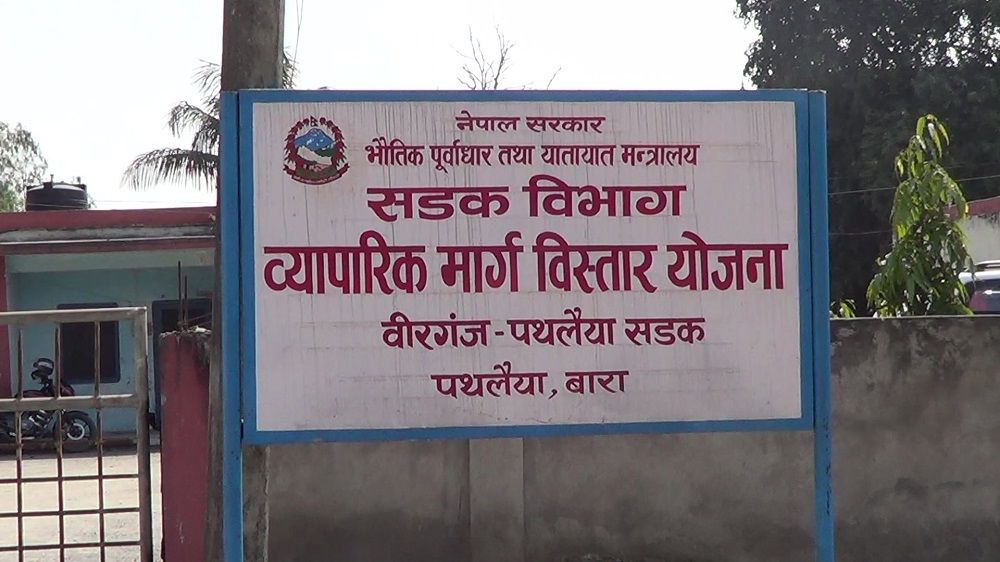 नेपाल सरकार
भौतिक पूर्वाधार तथा यातायात मन्त्रालय
सडक विभाग
व्यापारिक मार्ग विस्तार योजना
वीरगंज-पथलैया सडक
पथलैया, बारा